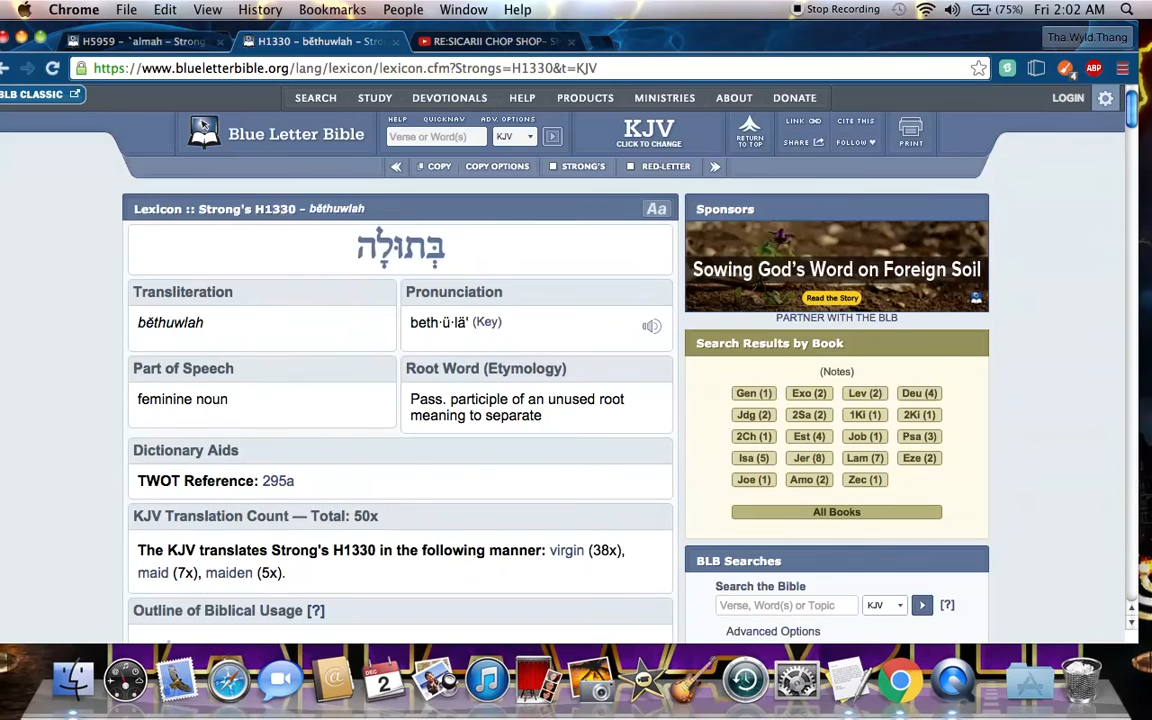 Chrome File Edit View History Bookmarks People Window Help Stop Recording (75%) Fri 2:02 AM
H5959 - `almah - Strong H1330 - bĕthuwlah - Stro RE:SICARII CHOP SHOP- S Tha.Wyld.Thang
https://www.blueletterbible.org/lang/lexicon/lexicon.cfm?Strongs=H1330&t=KJV ABP
BLB CLASSIC SEARCH STUDY DEVOTIONALS HELP PRODUCTS MINISTRIES ABOUT DONATE LOGIN
HELP QUICKNAV ADV. OPTIONS
Blue Letter Bible Verse or Word(s) KJV KJV CLICK TO CHANGE RETURN TO TOP LINK CITE THIS SHARE FOLLOW PRINT
COPY COPY OPTIONS STRONG'S RED-LETTER
Lexicon :: Strong's H1330 - bĕthuwlah Aa
בְּתוּלָה
Transliteration Pronunciation
bĕthuwlah beth·ü·lä' (Key)
Part of Speech Root Word (Etymology)
feminine noun Pass. participle of an unused root
meaning to separate
Dictionary Aids
TWOT Reference: 295a
KJV Translation Count — Total: 50x
The KJV translates Strong's H1330 in the following manner: virgin (38x),
maid (7x), maiden (5x).
Outline of Biblical Usage [?]
Sponsors
Sowing God's Word on Foreign Soil
Read the Story
PARTNER WITH THE BLB
Search Results by Book
(Notes)
Gen (1) Exo (2) Lev (2) Deu (4)
Jdg (2) 2Sa (2) 1Ki (1) 2Ki (1)
2Ch (1) Est (4) Job (1) Psa (3)
Isa (5) Jer (8) Lam (7) Eze (2)
Joe (1) Amo (2) Zec (1)
All Books
BLB Searches
Search the Bible
Verse, Word(s) or Topic KJV [?]
Advanced Options
DEC
2